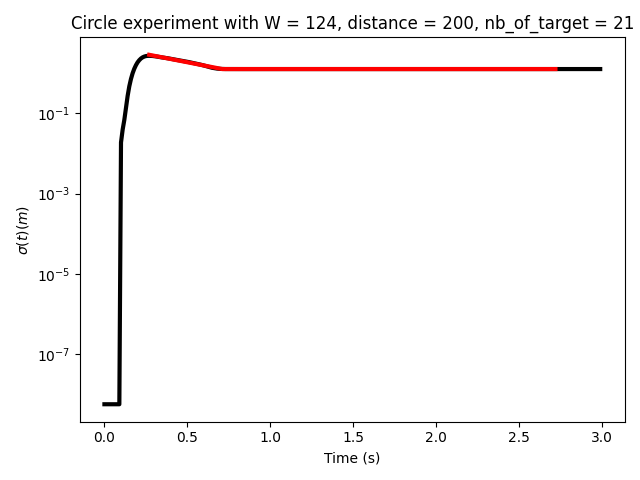 Circle experiment with W = 124, distance = 200, nb_of_target = 21
10⁻¹
10⁻³
10⁻⁵
10⁻⁷
σ(t)(m)
0.0 0.5 1.0 1.5 2.0 2.5 3.0
Time (s)